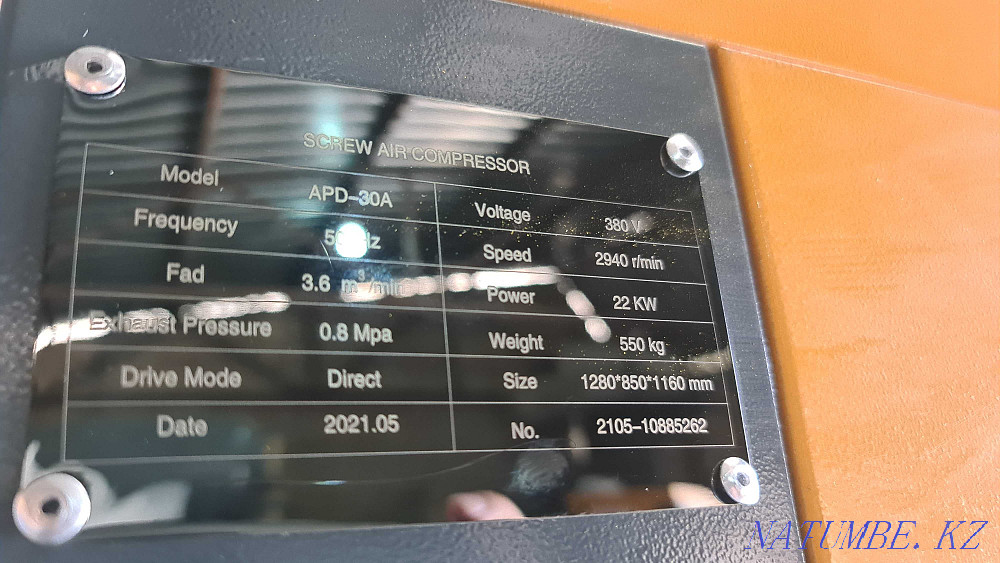 SCREW AIR COMPRESSOR
Model APD-30A Voltage 380 V
Frequency Speed 2940 r/min
Fad 3.6 m³/min Power 22 KW
Exhaust Pressure 0.8 Mpa Weight 550 kg
Drive Mode Direct Size 1280*850*1160 mm
Date 2021.05 No. 2105-10885262
NATUMBE.KZ